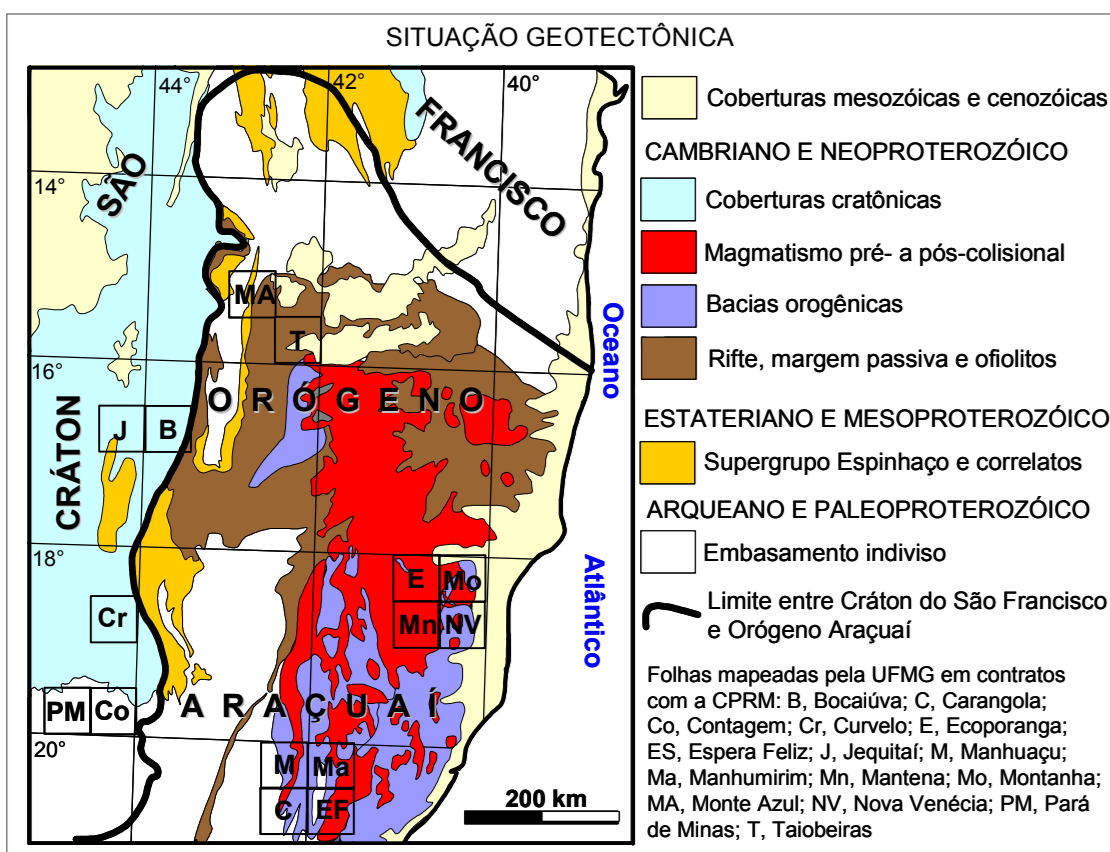 SITUAÇÃO GEOTECTÔNICA
44°
42°
40°
14°
16°
18°
20°
SÃO
FRANCISCO
CRÁTON
ORÓGENO
ARAÇUAÍ
Oceano
Atlântico
MA
T
J
B
Cr
PM
Co
E
Mo
Mn
NV
M
Ma
C
EF
200 km
Coberturas mesozóicas e cenozóicas
CAMBRIANO E NEOPROTEROZÓICO
Coberturas cratônicas
Magmatismo pré- a pós-colisional
Bacias orogênicas
Rifte, margem passiva e ofiolitos
ESTATERIANO E MESOPROTEROZÓICO
Supergrupo Espinhaço e correlatos
ARQUEANO E PALEOPROTEROZÓICO
Embasamento indiviso
Limite entre Cráton do São Francisco
e Orógeno Araçuaí
Folhas mapeadas pela UFMG em contratos
com a CPRM: B, Bocaiúva; C, Carangola;
Co, Contagem; Cr, Curvelo; E, Ecoporanga;
ES, Espera Feliz; J, Jequitaí; M, Manhuaçu;
Ma, Manhumirim; Mn, Mantena; Mo, Montanha;
MA, Monte Azul; NV, Nova Venécia; PM, Pará
de Minas; T, Taiobeiras